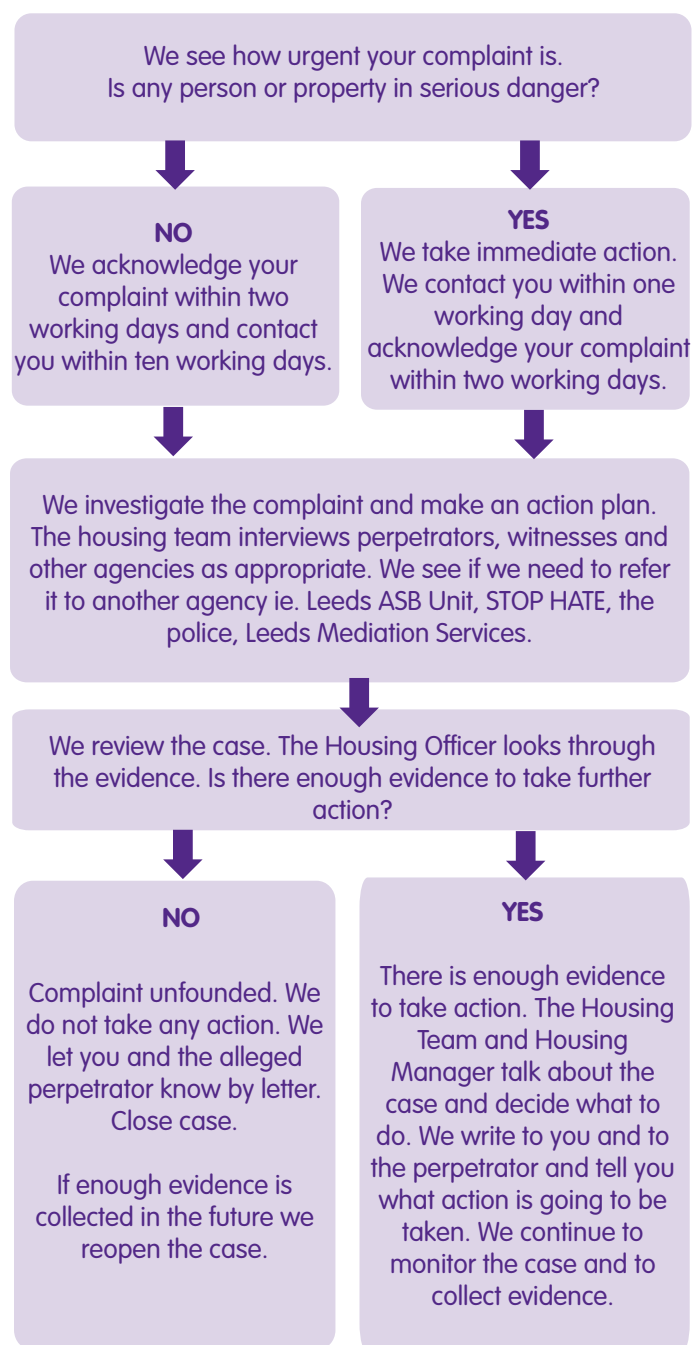 We see how urgent your complaint is.
Is any person or property in serious danger?
NO
We acknowledge your
complaint within two
working days and contact
you within ten working days.
YES
We take immediate action.
We contact you within one
working day and
acknowledge your complaint
within two working days.
We investigate the complaint and make an action plan.
The housing team interviews perpetrators, witnesses and
other agencies as appropriate. We see if we need to refer
it to another agency ie. Leeds ASB Unit, STOP HATE, the
police, Leeds Mediation Services.
We review the case. The Housing Officer looks through
the evidence. Is there enough evidence to take further
action?
NO
Complaint unfounded. We
do not take any action. We
let you and the alleged
perpetrator know by letter.
Close case.
If enough evidence is
collected in the future we
reopen the case.
YES
There is enough evidence
to take action. The Housing
Team and Housing
Manager talk about the
case and decide what to
do. We write to you and to
the perpetrator and tell you
what action is going to be
taken. We continue to
monitor the case and to
collect evidence.